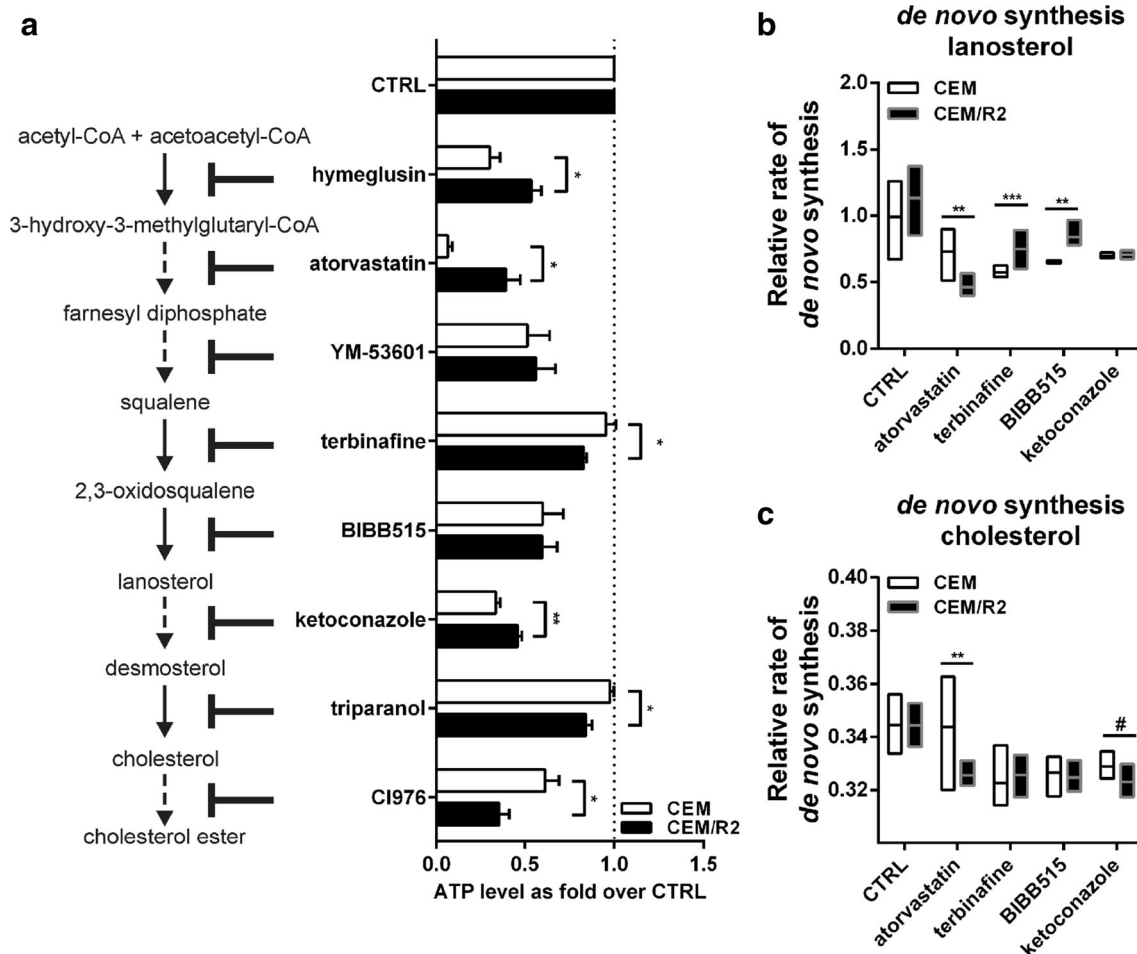 a
acetyl-CoA + acetoacetyl-CoA
3-hydroxy-3-methylglutaryl-CoA
farnesyl diphosphate
squalene
2,3-oxidosqualene
lanosterol
desmosterol
cholesterol
cholesterol ester
CTRL
hymeglusin
*
atorvastatin
*
YM-53601
terbinafine
*
BIBB515
ketoconazole
**
triparanol
*
CI976
*
CEM
CEM/R2
0.0
0.5
1.0
1.5
ATP level as fold over CTRL
b
de novo synthesis
lanosterol
Relative rate of
de novo synthesis
2.0
1.5
1.0
0.5
0.0
CEM
CEM/R2
**
***
**
CTRL
atorvastatin
terbinafine
BIBB515
ketoconazole
c
de novo synthesis
cholesterol
Relative rate of
de novo synthesis
0.40
0.38
0.36
0.34
0.32
CEM
CEM/R2
**
#
CTRL
atorvastatin
terbinafine
BIBB515
ketoconazole